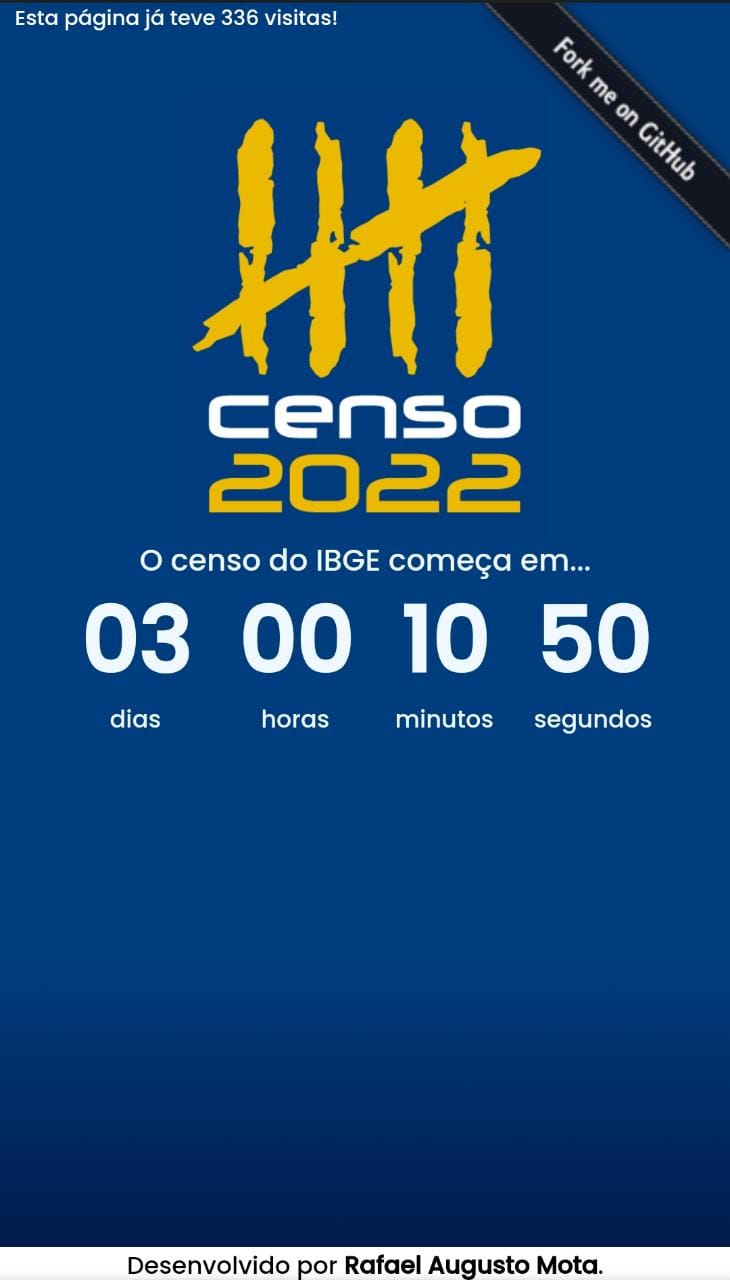 Esta página já teve 336 visitas!
Fork me on GitHub
censo
2022
O censo do IBGE começa em...
03 00 10 50
dias horas minutos segundos
Desenvolvido por Rafael Augusto Mota.